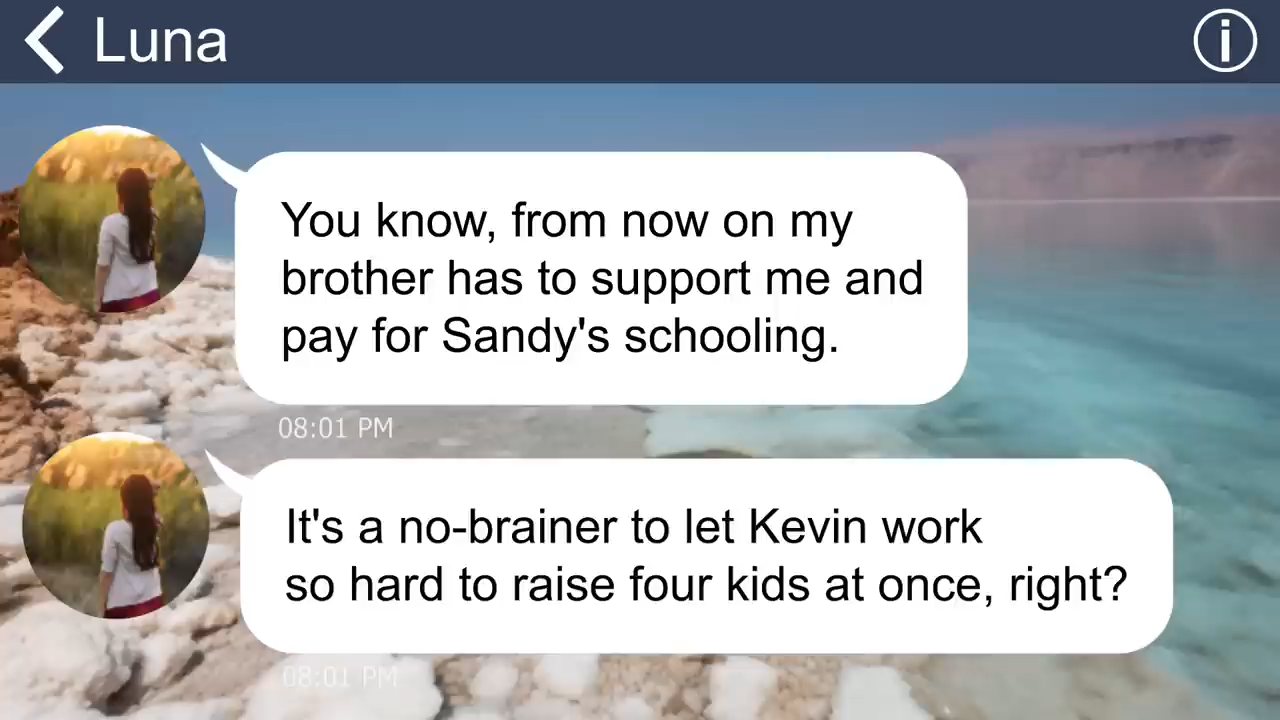 Luna
You know, from now on my
brother has to support me and
pay for Sandy's schooling.
08:01 PM
It's a no-brainer to let Kevin work
so hard to raise four kids at once, right?
08:01 PM